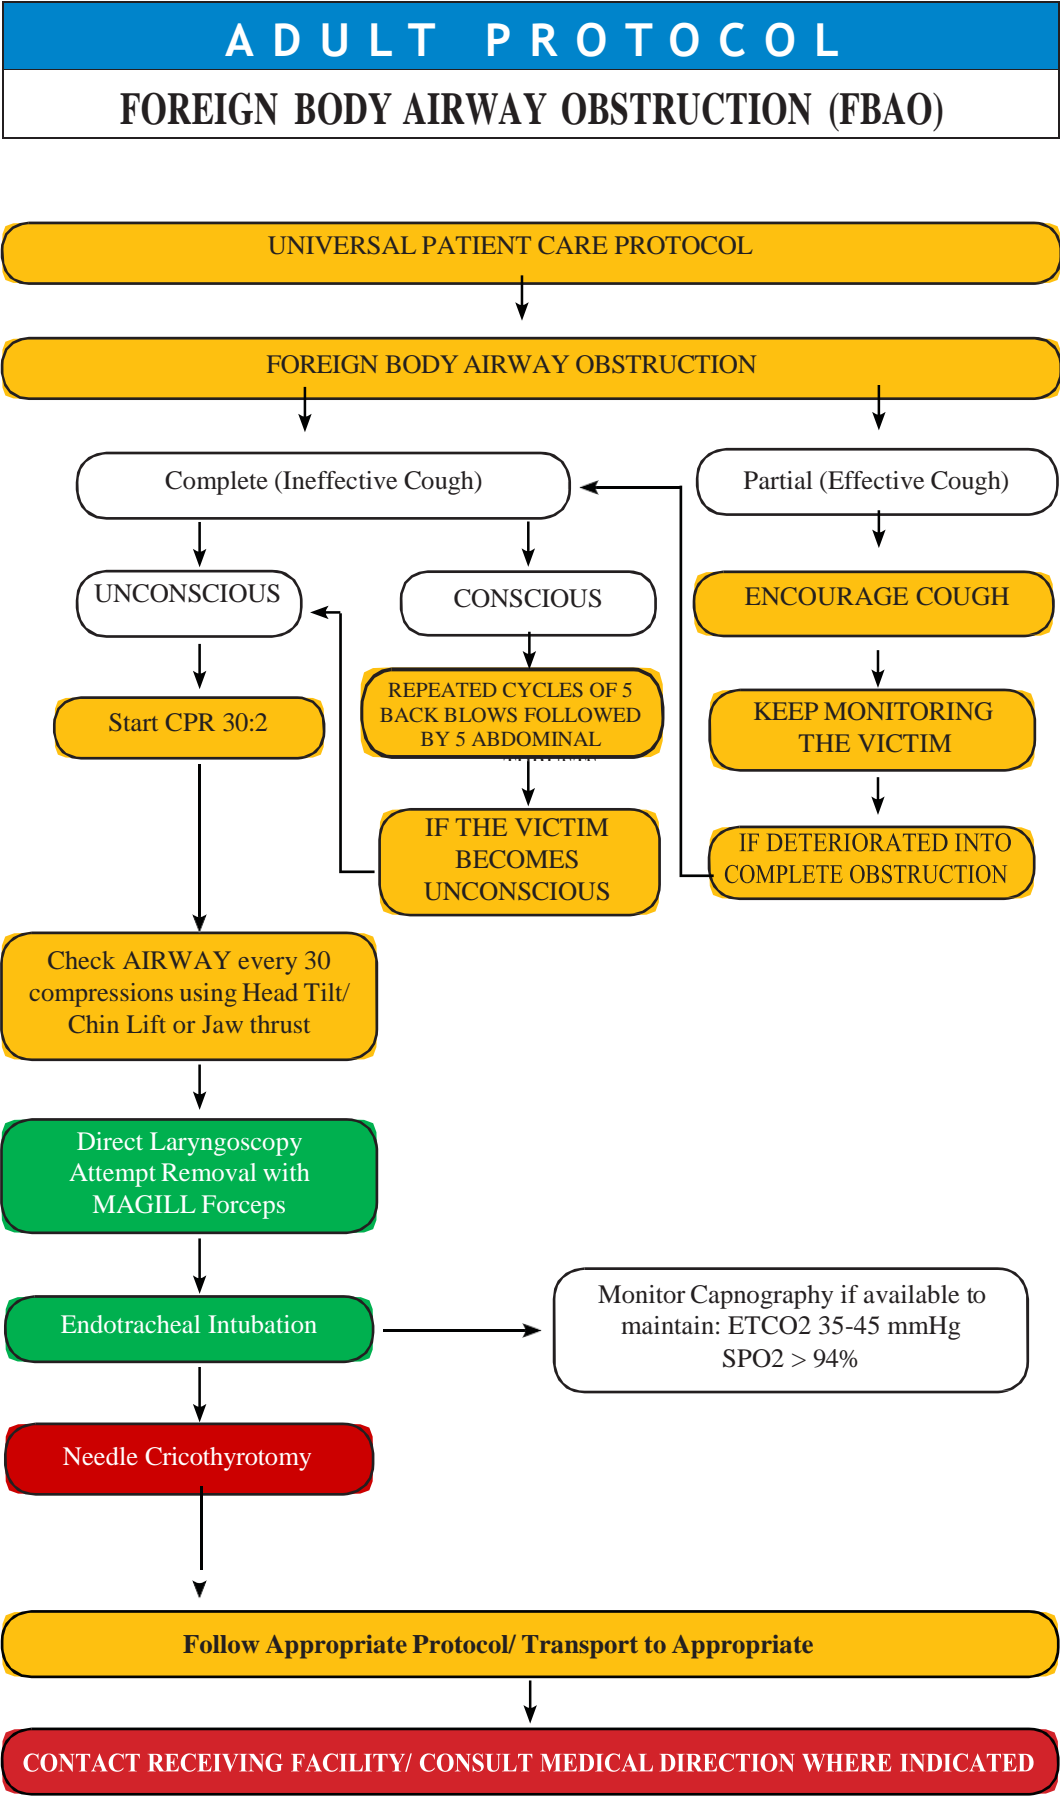 ADULT PROTOCOL
FOREIGN BODY AIRWAY OBSTRUCTION (FBAO)
UNIVERSAL PATIENT CARE PROTOCOL
FOREIGN BODY AIRWAY OBSTRUCTION
Complete (Ineffective Cough)
Partial (Effective Cough)
UNCONSCIOUS
CONSCIOUS
ENCOURAGE COUGH
Start CPR 30:2
REPEATED CYCLES OF 5
BACK BLOWS FOLLOWED
BY 5 ABDOMINAL
KEEP MONITORING
THE VICTIM
IF THE VICTIM
BECOMES
UNCONSCIOUS
IF DETERIORATED INTO
COMPLETE OBSTRUCTION
Check AIRWAY every 30
compressions using Head Tilt/
Chin Lift or Jaw thrust
Direct Laryngoscopy
Attempt Removal with
MAGILL Forceps
Endotracheal Intubation
Monitor Capnography if available to
maintain: ETCO2 35-45 mmHg
SPO2 > 94%
Needle Cricothyrotomy
Follow Appropriate Protocol/ Transport to Appropriate
CONTACT RECEIVING FACILITY/ CONSULT MEDICAL DIRECTION WHERE INDICATED